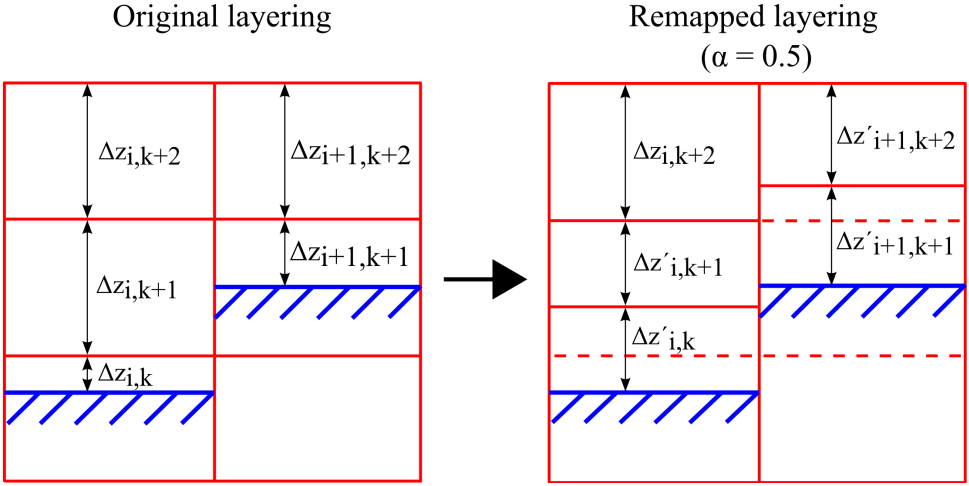 Original layering
Remapped layering
(α = 0.5)
Δzi,k+2
Δzi+1,k+2
Δzi,k+1
Δzi+1,k+1
Δzi,k
Δzi,k+2
Δz´i+1,k+2
Δz´i,k+1
Δz´i+1,k+1
Δz´i,k